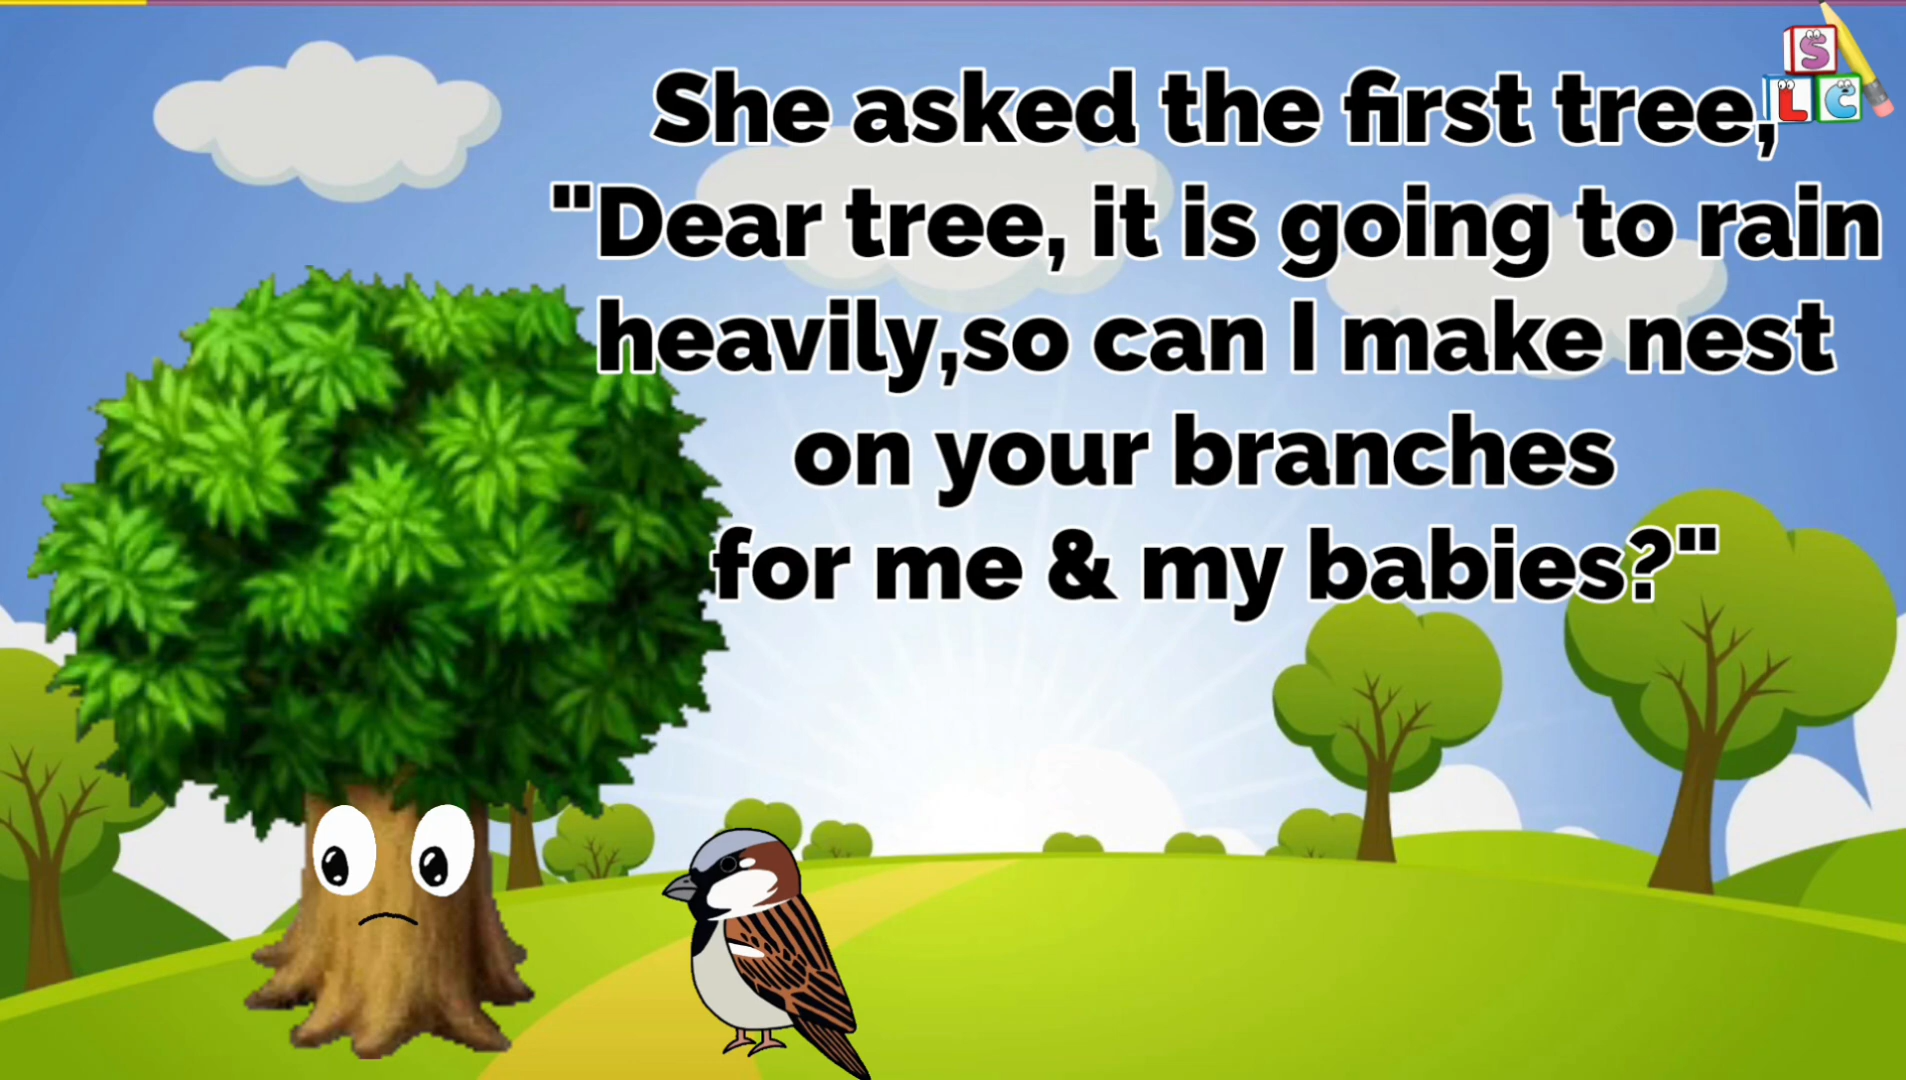 She asked the first tree,
"Dear tree, it is going to rain
heavily,so can I make nest
on your branches
for me & my babies?"
S
L C